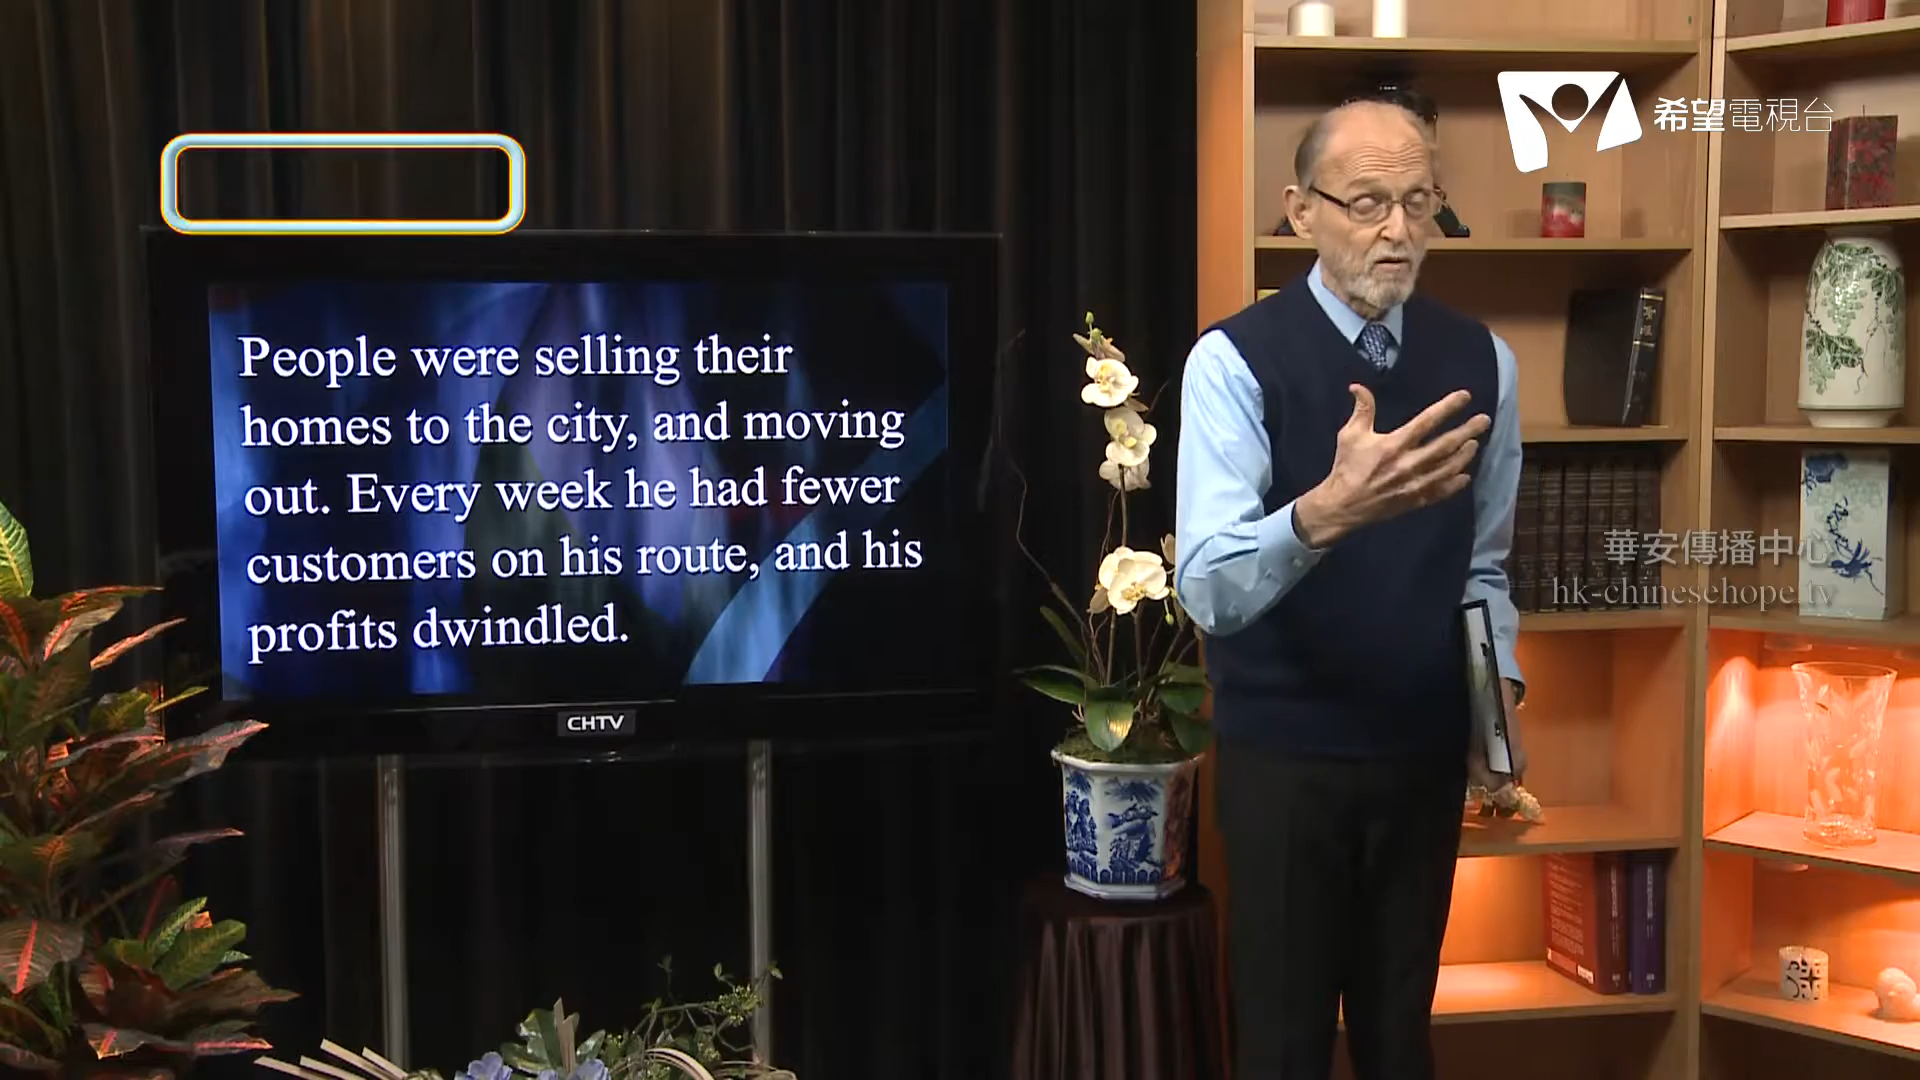 希望電視台
People were selling their
homes to the city, and moving
out. Every week he had fewer
customers on his route, and his
profits dwindled.
CHTV
華安傳播中心
hk-chinesehope.tv